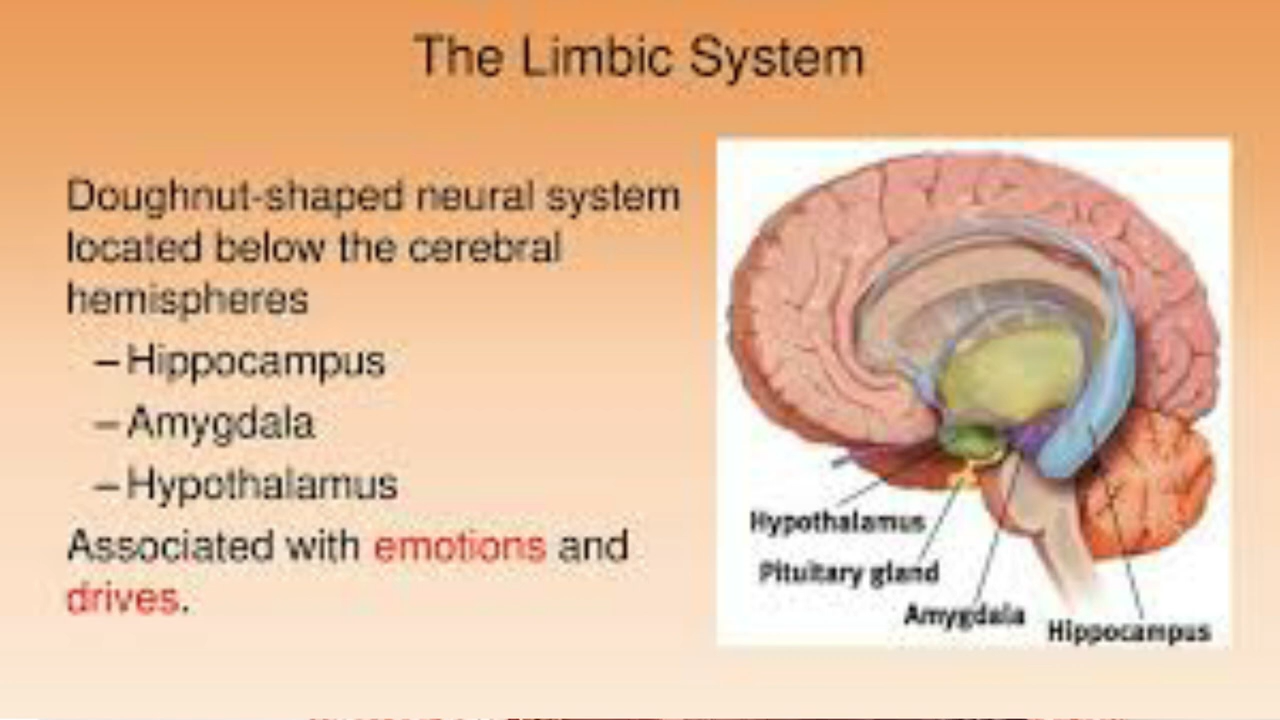 The Limbic System
Doughnut-shaped neural system
located below the cerebral
hemispheres
– Hippocampus
– Amygdala
– Hypothalamus
Associated with emotions and
drives.
Hypothalamus
Pituitary gland
Amygdala
Hippocampus